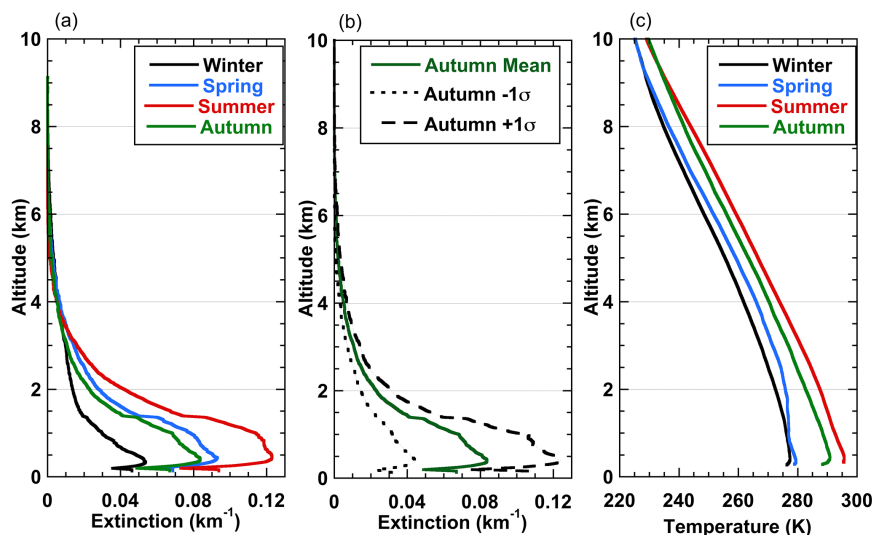 (a)
(b)
(c)
10
8
6
4
2
0
Altitude (km)
Winter
Spring
Summer
Autumn
0
0.04
0.08
0.12
Extinction (km-1)
10
8
6
4
2
0
Altitude (km)
Autumn Mean
Autumn -1σ
Autumn +1σ
0
0.04
0.08
0.12
Extinction (km-1)
10
8
6
4
2
0
Altitude (km)
Winter
Spring
Summer
Autumn
220
240
260
280
300
Temperature (K)